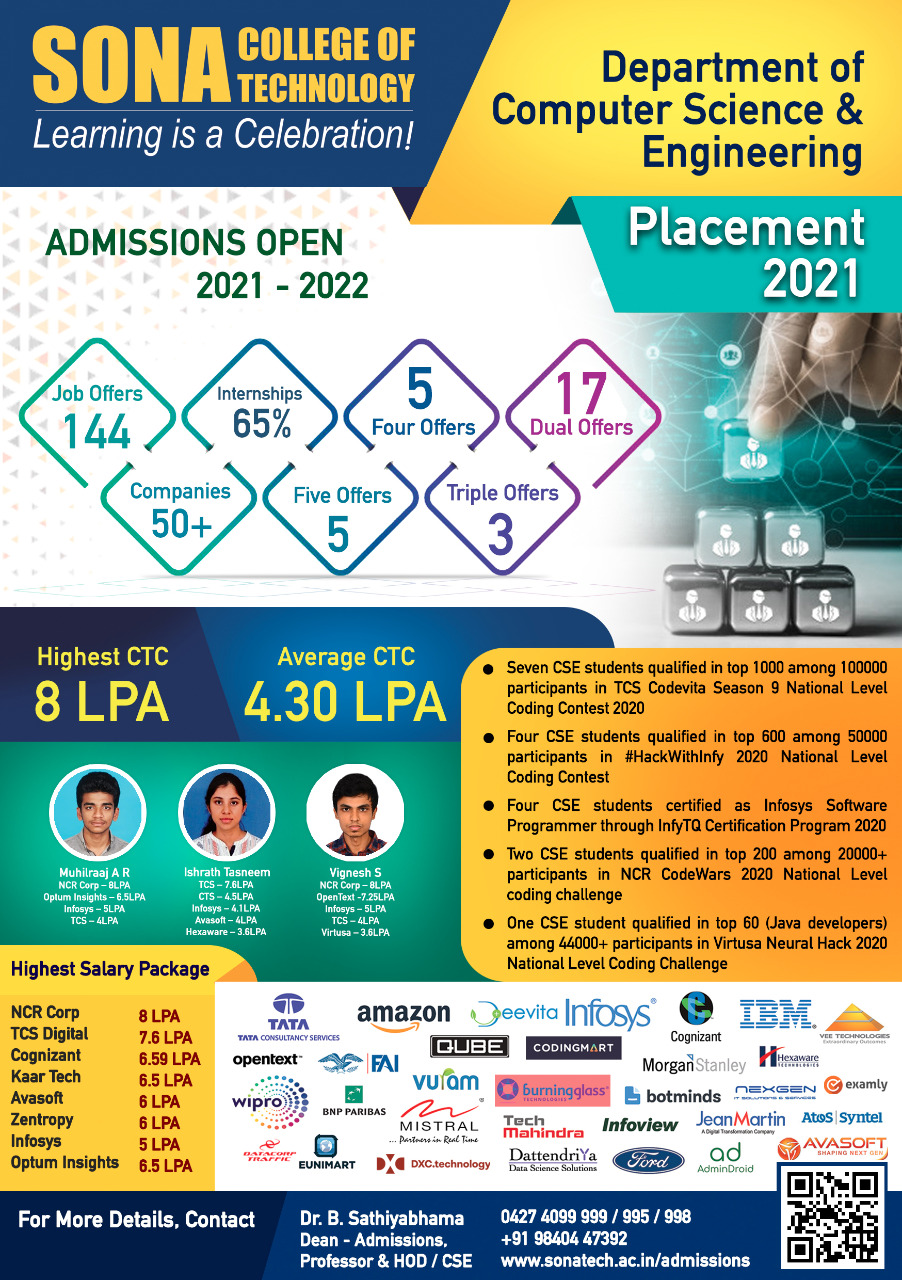 SONA COLLEGE OF
TECHNOLOGY
Learning is a Celebration!
Department of
Computer Science &
Engineering
Placement
2021
ADMISSIONS OPEN
2021 - 2022
Job Offers
144
Internships
65%
5
Four Offers
17
Dual Offers
Companies
50+
Five Offers
5
Triple Offers
3
Highest CTC
8 LPA
Average CTC
4.30 LPA
Seven CSE students qualified in top 1000 among 100000
participants in TCS Codevita Season 9 National Level
Coding Contest 2020
Four CSE students qualified in top 600 among 50000
participants in #HackWithInfy 2020 National Level
Coding Contest
Four CSE students certified as Infosys Software
Programmer through InfyTQ Certification Program 2020
Two CSE students qualified in top 200 among 20000+
participants in NCR CodeWars 2020 National Level
coding challenge
One CSE student qualified in top 60 (Java developers)
among 44000+ participants in Virtusa Neural Hack 2020
National Level Coding Challenge
Muhilraaj A R
NCR Corp – 8LPA
Optum Insights – 6.5LPA
Infosys – 5LPA
TCS – 4LPA
Ishrath Tasneem
TCS – 7.6LPA
CTS – 4.5LPA
Infosys – 4.1LPA
Avasoft – 4LPA
Hexaware – 3.6LPA
Vignesh S
NCR Corp – 8LPA
OpenText -7.25LPA
Infosys – 5LPA
TCS – 4LPA
Virtusa – 3.6LPA
Highest Salary Package
NCR Corp 8 LPA
TCS Digital 7.6 LPA
Cognizant 6.59 LPA
Kaar Tech 6.5 LPA
Avasoft 6 LPA
Zentropy 6 LPA
Infosys 5 LPA
Optum Insights 6.5 LPA
TATA
TATA CONSULTANCY SERVICES
amazon
Deevita
Infosys®
Cognizant
IBM®
VEE TECHNOLOGIES
Extraordinary Outcomes
opentext™
FAI
QUBE
CODINGMART
Morgan Stanley
Hexaware
TECHNOLOGIES
wipro
BNP PARIBAS
vuram
burningglass®
TECHNOLOGIES
botminds
NEXGEN
IT SOLUTIONS & SERVICES
examly
MISTRAL®
... Partners in Real Time
Tech
Mahindra
Infoview
JeanMartin
A Digital Transformation Company
Atos | Syntel
DATACORP
TRAFFIC
EUNIMART
DXC.technology
DattendriYa
Data Science Solutions
Ford
ad
AdminDroid
AVASOFT
SHAPING NEXT GEN
For More Details, Contact
Dr. B. Sathiyabhama
Dean - Admissions,
Professor & HOD / CSE
0427 4099 999 / 995 / 998
+91 98404 47392
www.sonatech.ac.in/admissions